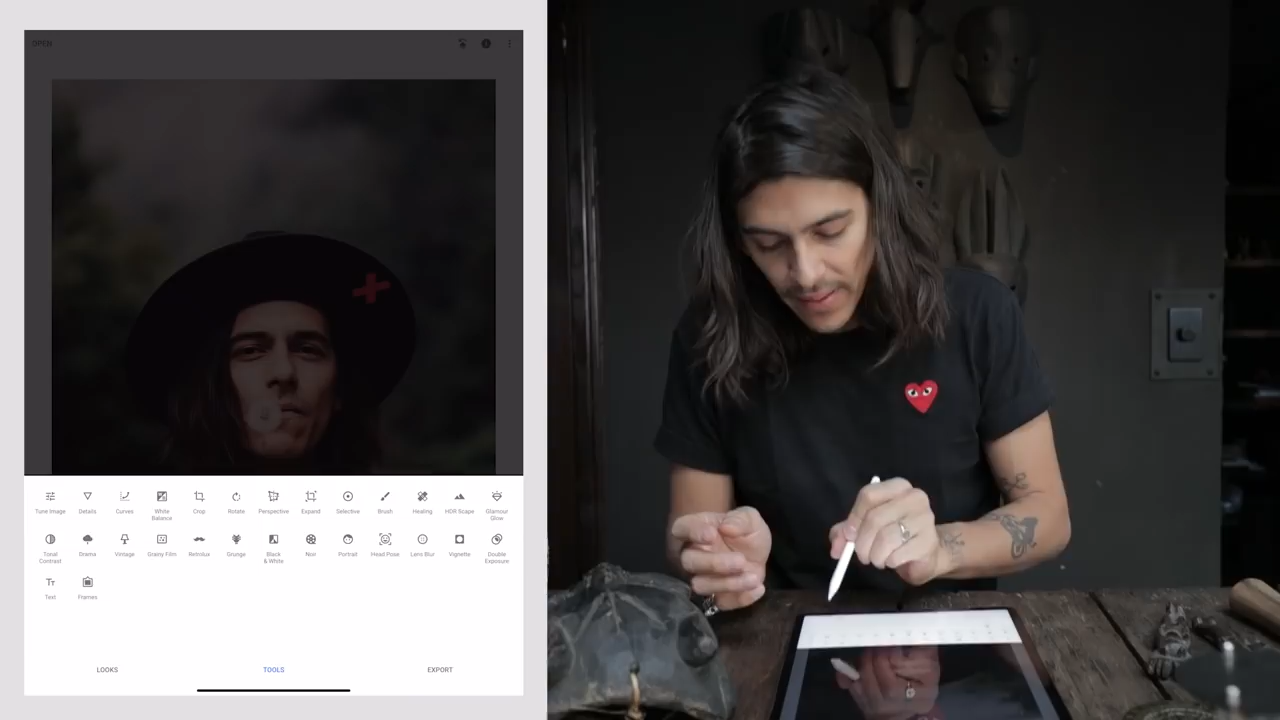 OPEN
Tune Image Details Curves White Balance Crop Rotate Perspective Expand Selective Brush Healing HDR Scape Glamour Glow
Tonal Contrast Drama Vintage Grainy Film Retrolux Grunge Black & White Noir Portrait Head Pose Lens Blur Vignette Double Exposure
Text Frames
LOOKS TOOLS EXPORT